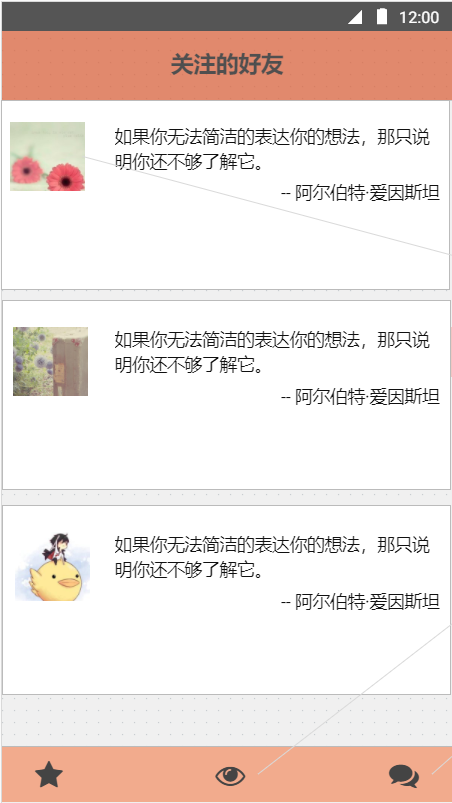 12:00
关注的好友
如果你无法简洁的表达你的想法，那只说
明你还不够了解它。
-- 阿尔伯特·爱因斯坦
如果你无法简洁的表达你的想法，那只说
明你还不够了解它。
-- 阿尔伯特·爱因斯坦
如果你无法简洁的表达你的想法，那只说
明你还不够了解它。
-- 阿尔伯特·爱因斯坦